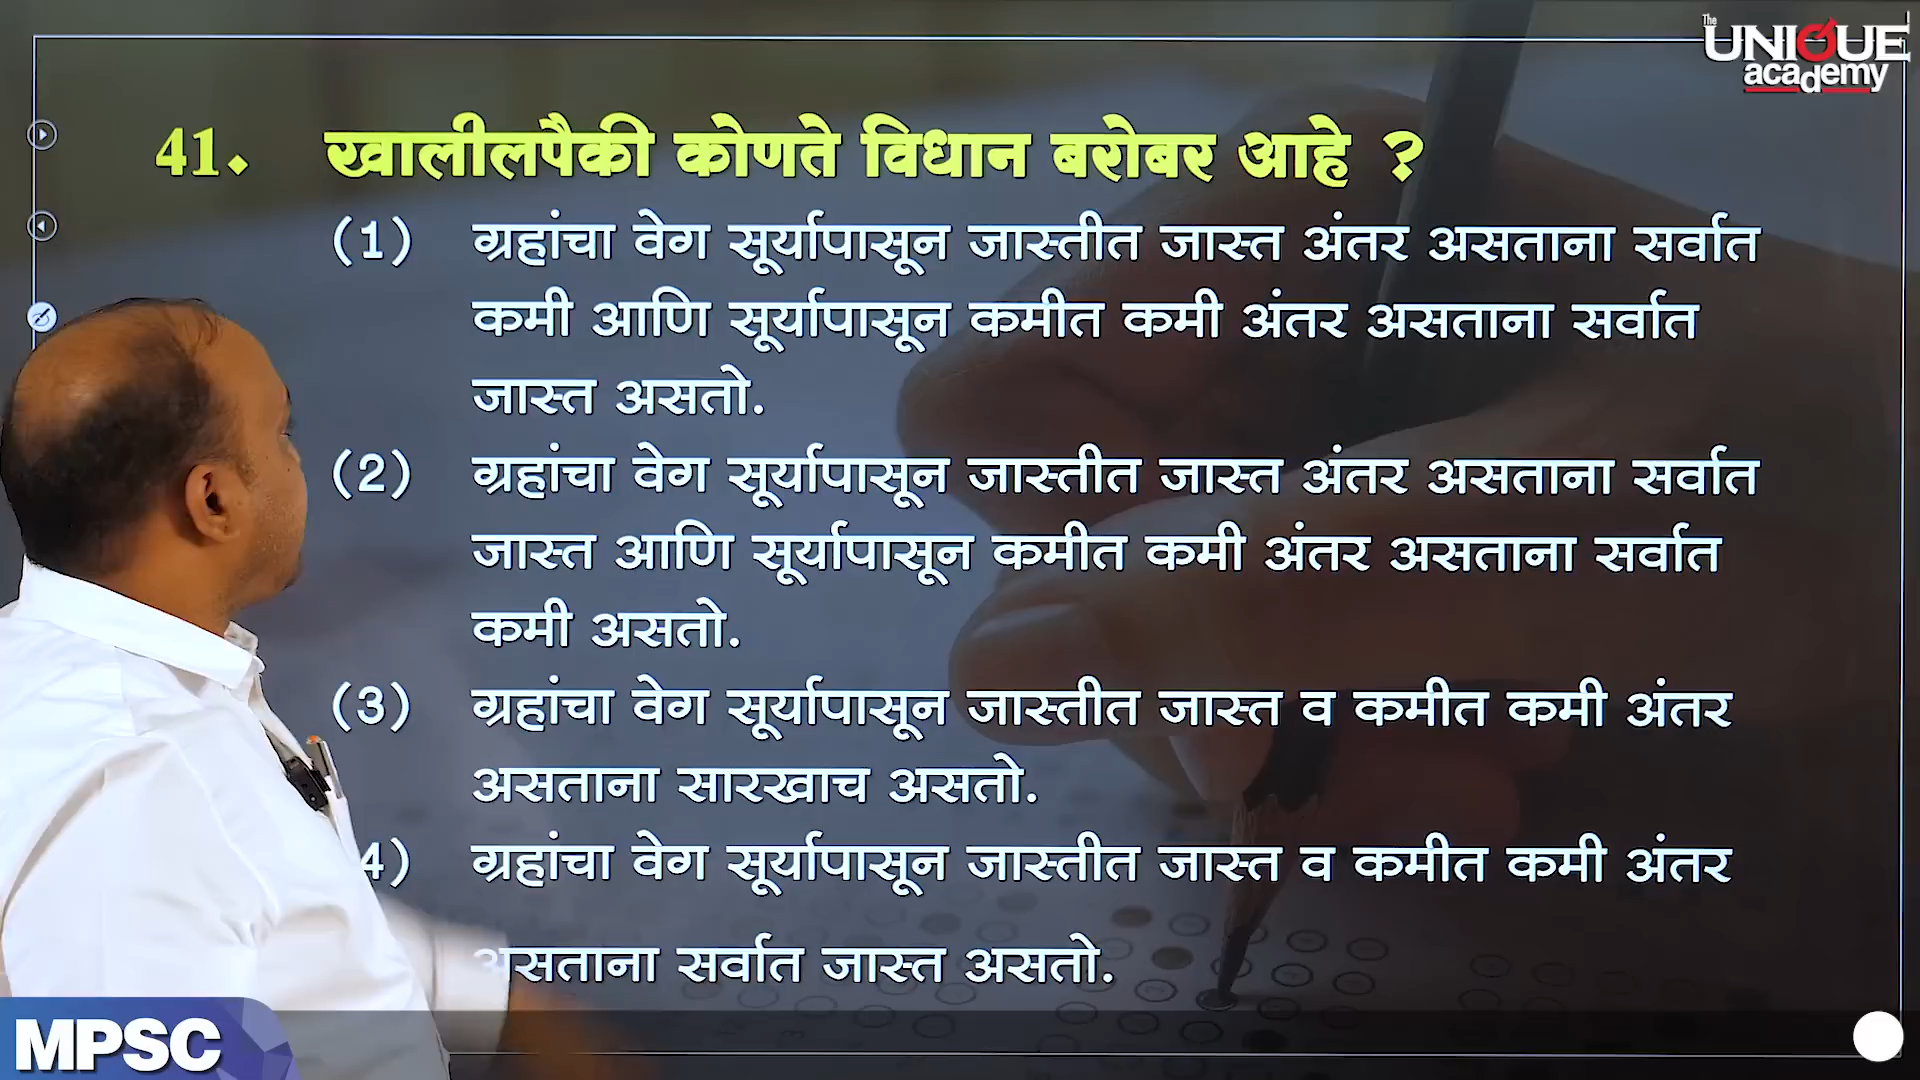 The
UNIQUE
academy
41. खालीलपैकी कोणते विधान बरोबर आहे ?
(1) ग्रहांचा वेग सूर्यापासून जास्तीत जास्त अंतर असताना सर्वात
कमी आणि सूर्यापासून कमीत कमी अंतर असताना सर्वात
जास्त असतो.
(2) ग्रहांचा वेग सूर्यापासून जास्तीत जास्त अंतर असताना सर्वात
जास्त आणि सूर्यापासून कमीत कमी अंतर असताना सर्वात
कमी असतो.
(3) ग्रहांचा वेग सूर्यापासून जास्तीत जास्त व कमीत कमी अंतर
असताना सारखाच असतो.
4) ग्रहांचा वेग सूर्यापासून जास्तीत जास्त व कमीत कमी अंतर
असताना सर्वात जास्त असतो.
MPSC